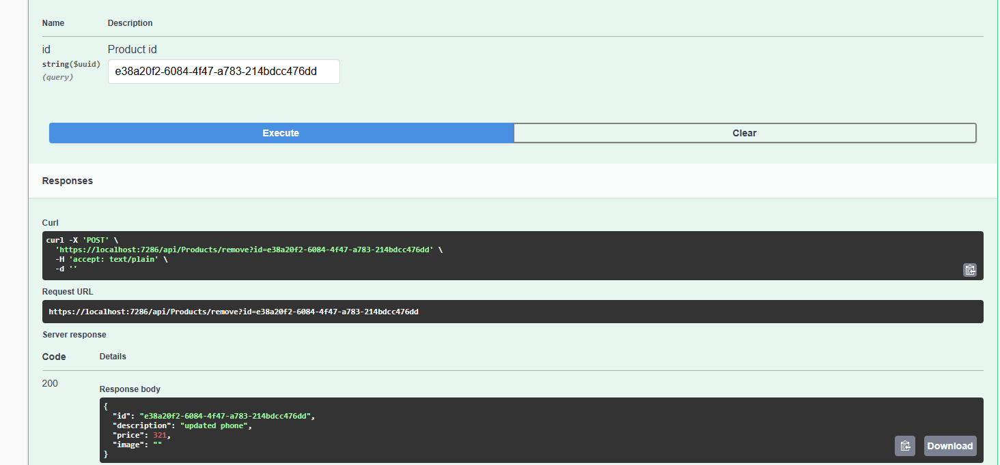 Name Description
id Product id
string($uuid)
(query)
e38a20f2-6084-4f47-a783-214bdcc476dd
Execute Clear
Responses
Curl
curl -X 'POST' \
'https://localhost:7286/api/Products/remove?id=e38a20f2-6084-4f47-a783-214bdcc476dd' \
-H 'accept: text/plain' \
-d ''
Request URL
https://localhost:7286/api/Products/remove?id=e38a20f2-6084-4f47-a783-214bdcc476dd
Server response
Code Details
200
Response body
{
"id": "e38a20f2-6084-4f47-a783-214bdcc476dd",
"description": "updated phone",
"price": 321,
"image": ""
}
Download